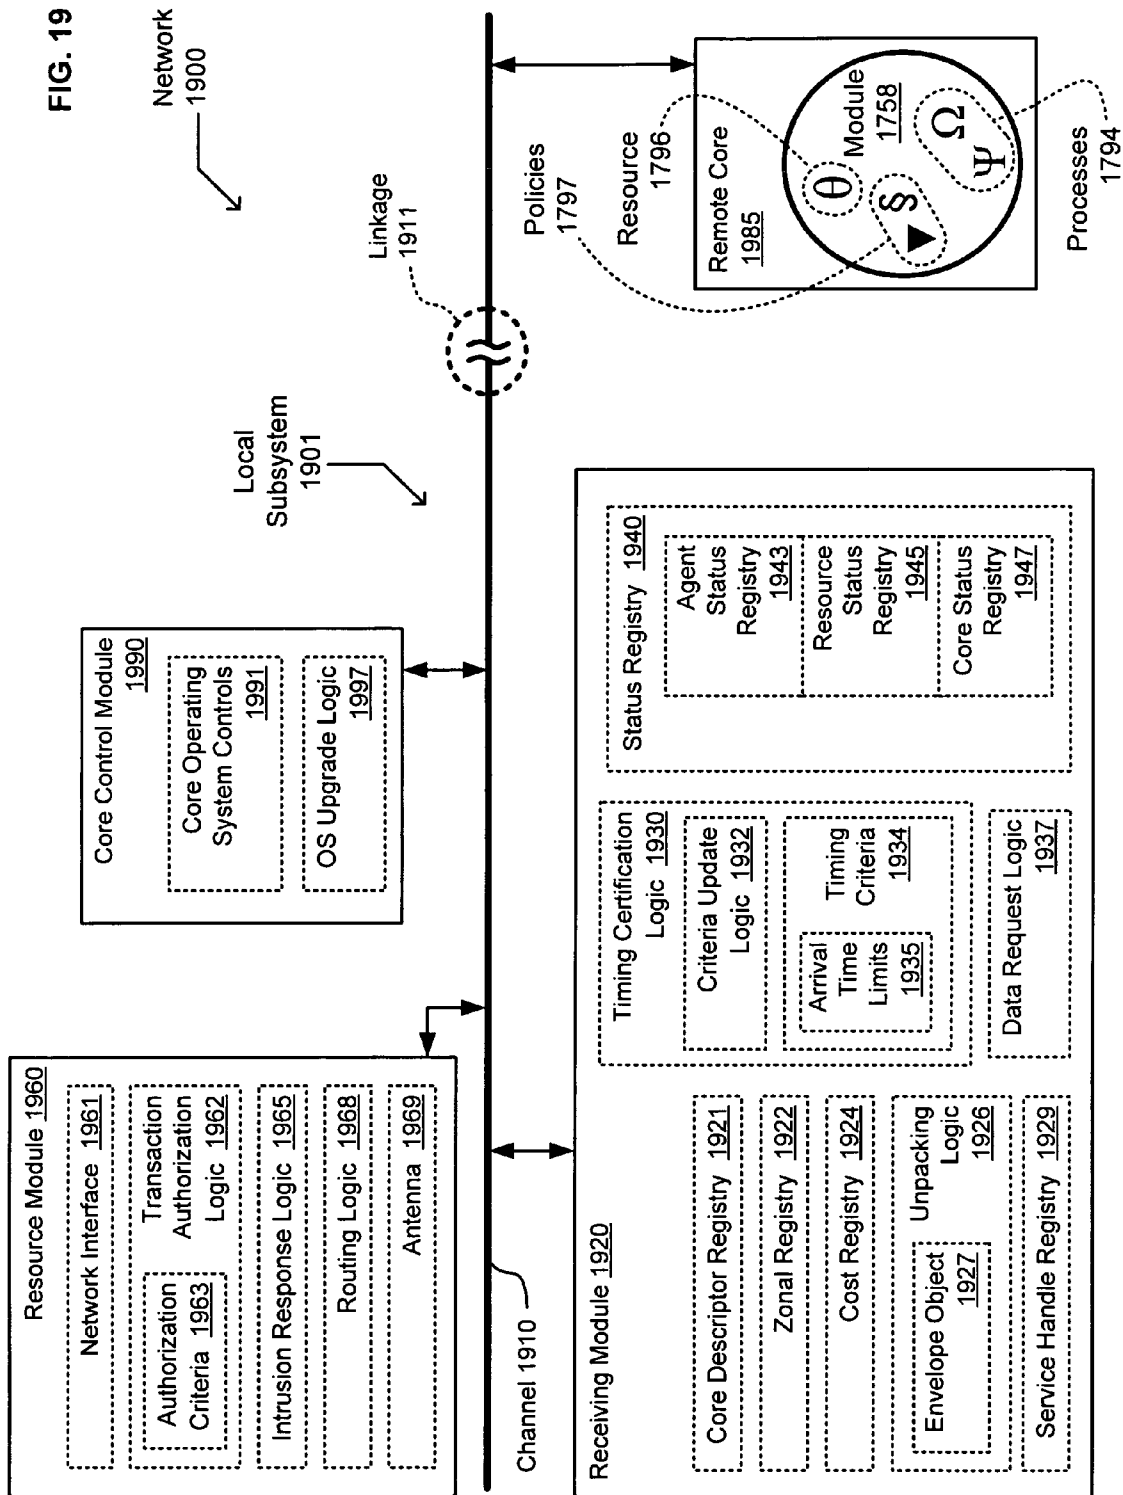 FIG. 19
Network
1900
Local
Subsystem
1901
Linkage
1911
Resource Module 1960
Network Interface 1961
Transaction
Authorization
Logic 1962
Authorization
Criteria 1963
Intrusion Response Logic 1965
Routing Logic 1968
Antenna 1969
Core Control Module
1990
Core Operating
System Controls
1991
OS Upgrade Logic
1997
Channel 1910
Policies
1797
Resource
1796
Receiving Module 1920
Core Descriptor Registry 1921
Zonal Registry 1922
Cost Registry 1924
Unpacking
Logic
1926
Envelope Object
1927
Service Handle Registry 1929
Timing Certification
Logic 1930
Criteria Update
Logic 1932
Timing
Criteria
1934
Arrival
Time
Limits
1935
Data Request Logic
1937
Status Registry 1940
Agent
Status
Registry
1943
Resource
Status
Registry
1945
Core Status
Registry
1947
Remote Core
1985
Module
1758
θ
▼ §
Ψ Ω
Processes
1794